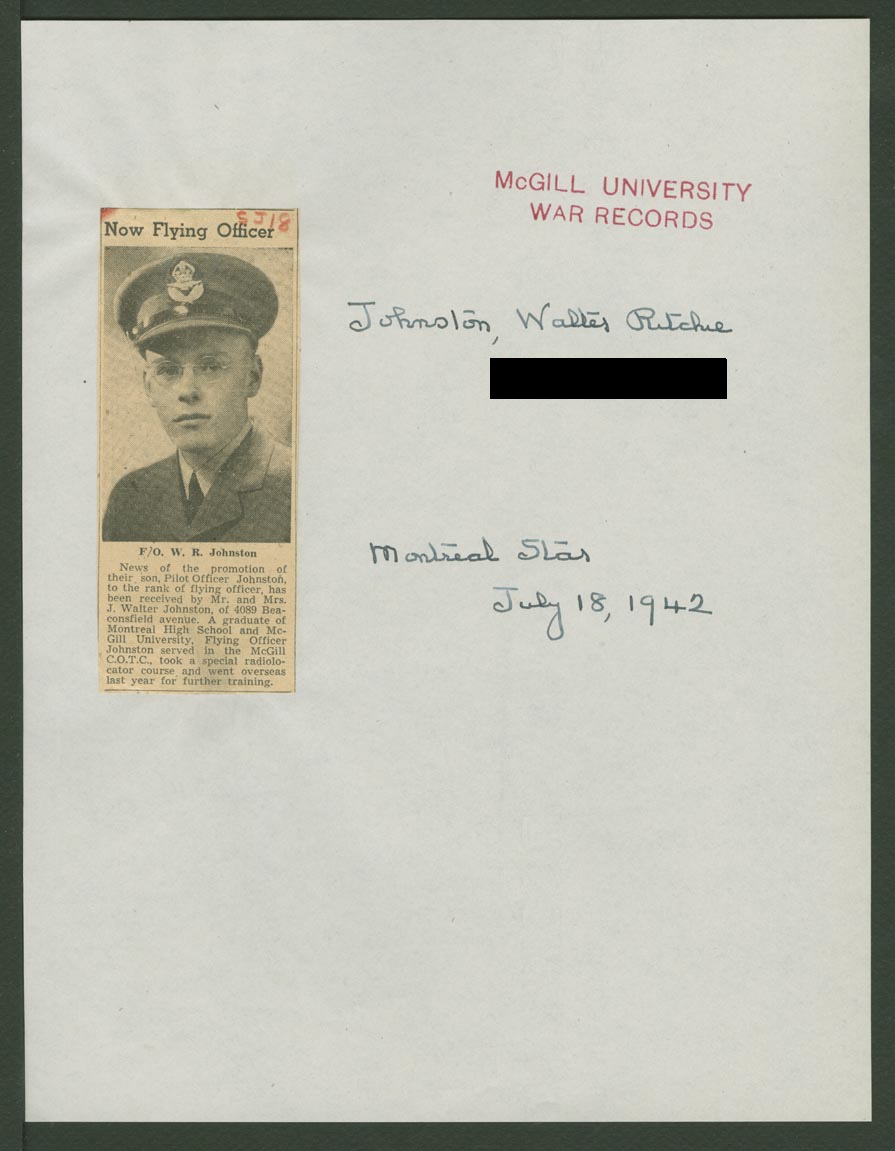 McGILL UNIVERSITY
WAR RECORDS
SJ18
Now Flying Officer
Johnston, Walter Ritchie
F/O. W. R. Johnston
News of the promotion of
their son, Pilot Officer Johnston,
to the rank of flying officer, has
been received by Mr. and Mrs.
J. Walter Johnston, of 4089 Bea-
consfield avenue. A graduate of
Montreal High School and Mc-
Gill University, Flying Officer
Johnston served in the McGill
C.O.T.C., took a special radiolo-
cator course and went overseas
last year for further training.
Montreal Star
July 18, 1942